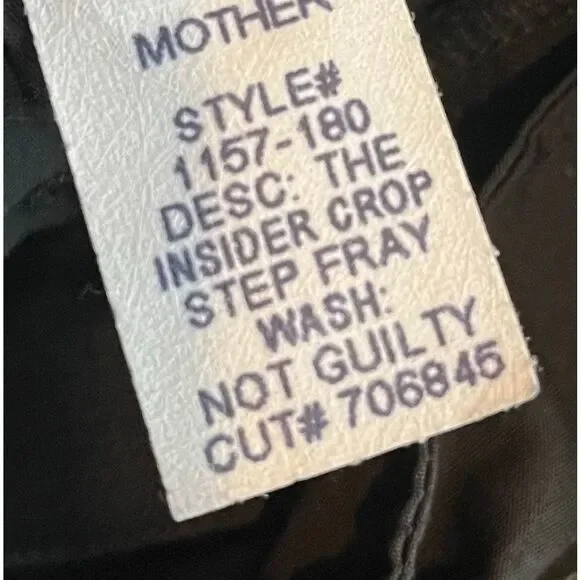 MOTHER
STYLE#
1157-180
DESC: THE
INSIDER CROP
STEP FRAY
WASH:
NOT GUILTY
CUT# 706845